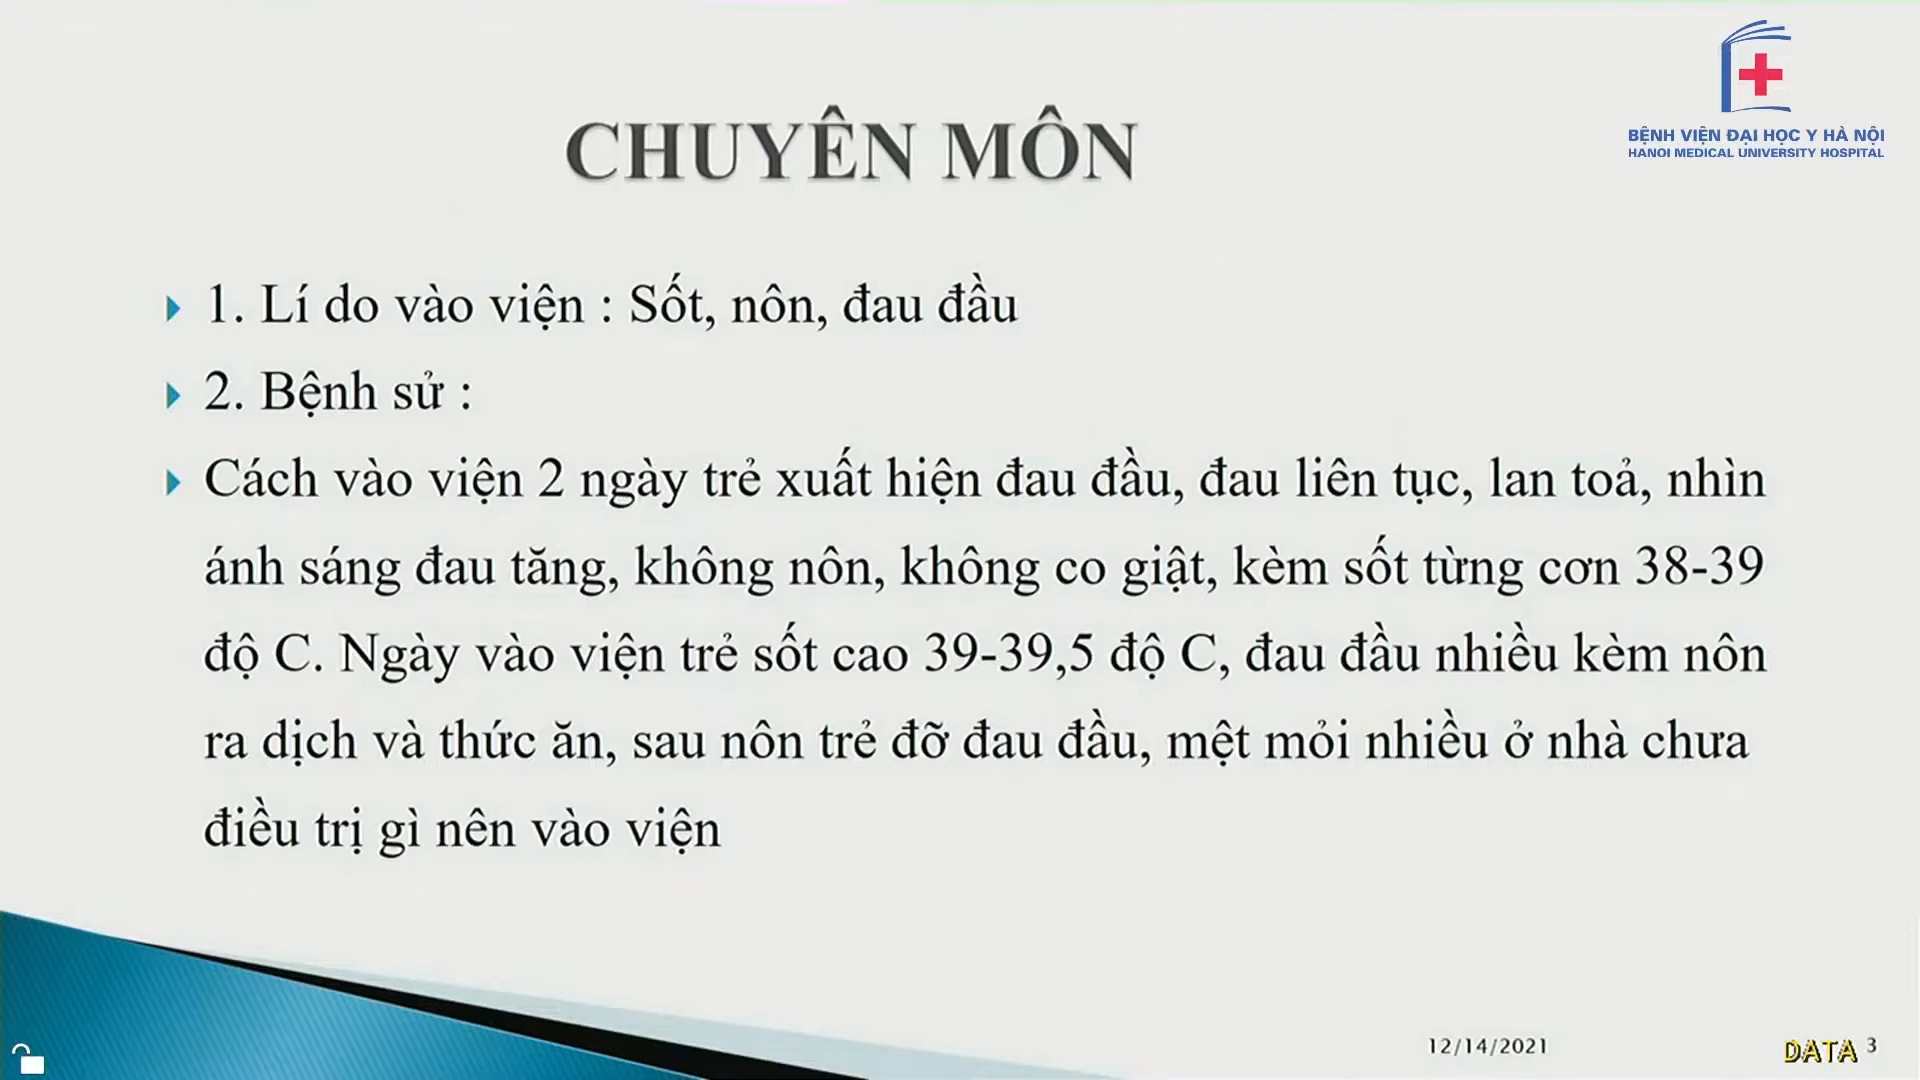 BỆNH VIỆN ĐẠI HỌC Y HÀ NỘI
HANOI MEDICAL UNIVERSITY HOSPITAL
CHUYÊN MÔN
1. Lí do vào viện : Sốt, nôn, đau đầu
2. Bệnh sử :
Cách vào viện 2 ngày trẻ xuất hiện đau đầu, đau liên tục, lan toả, nhìn
ánh sáng đau tăng, không nôn, không co giật, kèm sốt từng cơn 38-39
độ C. Ngày vào viện trẻ sốt cao 39-39,5 độ C, đau đầu nhiều kèm nôn
ra dịch và thức ăn, sau nôn trẻ đỡ đau đầu, mệt mỏi nhiều ở nhà chưa
điều trị gì nên vào viện
12/14/2021
DATA 3